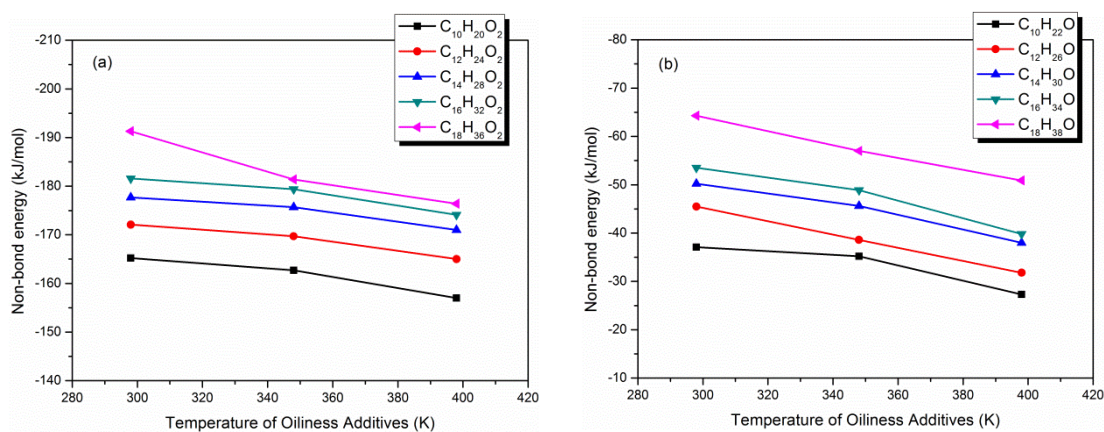 (a)
C₁₀H₂₀O₂
C₁₂H₂₄O₂
C₁₄H₂₈O₂
C₁₆H₃₂O₂
C₁₈H₃₆O₂
Non-bond energy (kJ/mol)
-210
-200
-190
-180
-170
-160
-150
-140
280 300 320 340 360 380 400 420
Temperature of Oiliness Additives (K)
(b)
C₁₀H₂₂O
C₁₂H₂₆O
C₁₄H₃₀O
C₁₆H₃₄O
C₁₈H₃₈O
Non-bond energy (kJ/mol)
-80
-70
-60
-50
-40
-30
-20
-10
280 300 320 340 360 380 400 420
Temperature of Oiliness Additives (K)